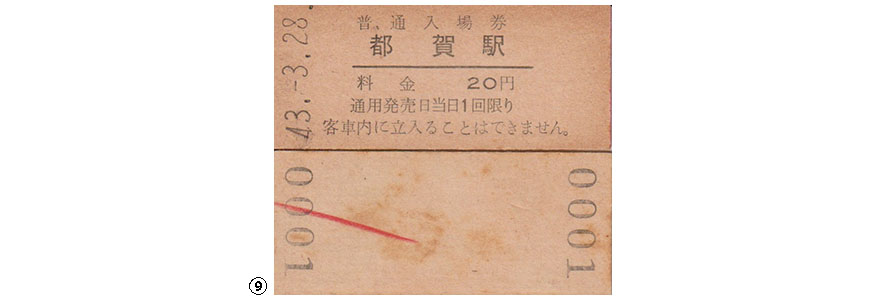 43.-3.28.
普通入場券
都賀駅
料金 20円
通用発売日当日1回限り
客車内に立入ることはできません。
0001
0001
⑨